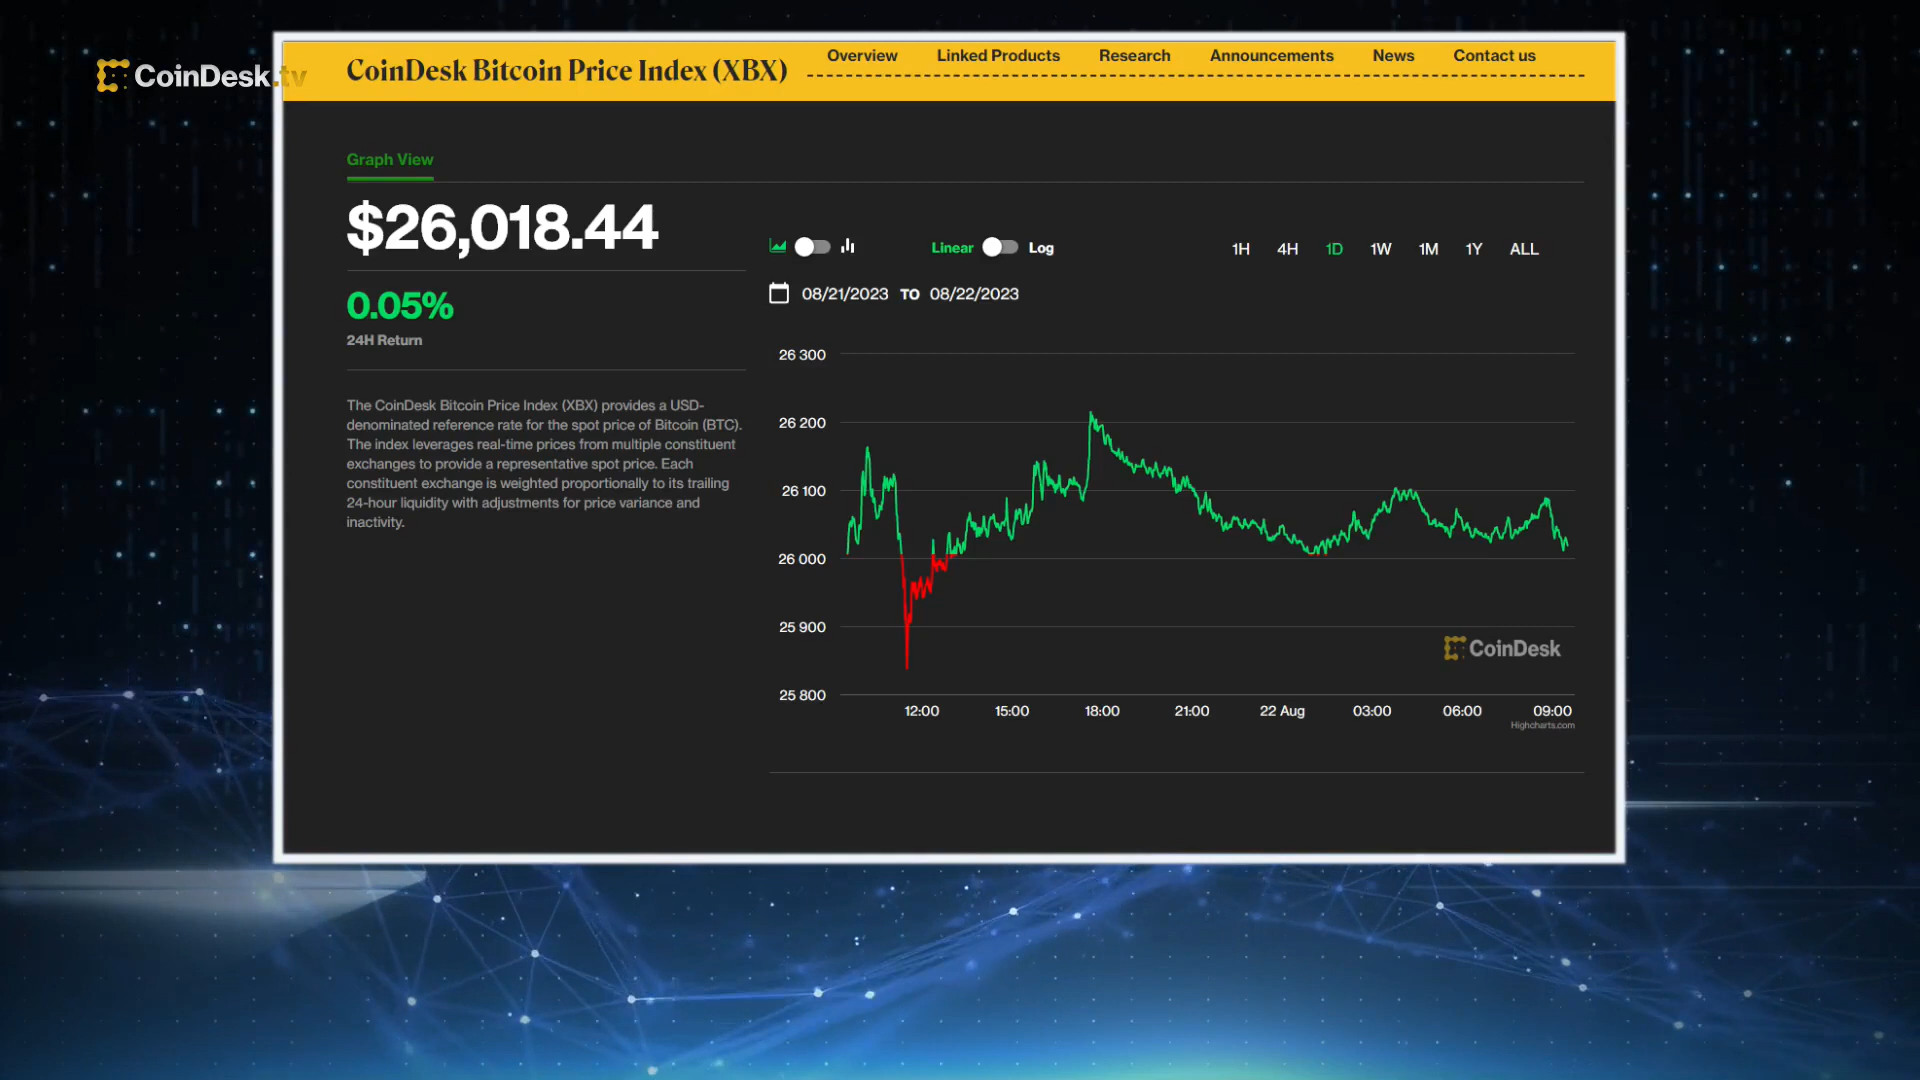 CoinDesk.tv
CoinDesk Bitcoin Price Index (XBX)
Overview Linked Products Research Announcements News Contact us
Graph View
$26,018.44
0.05%
24H Return
The CoinDesk Bitcoin Price Index (XBX) provides a USD-
denominated reference rate for the spot price of Bitcoin (BTC).
The index leverages real-time prices from multiple constituent
exchanges to provide a representative spot price. Each
constituent exchange is weighted proportionally to its trailing
24-hour liquidity with adjustments for price variance and
inactivity.
Linear Log
1H 4H 1D 1W 1M 1Y ALL
08/21/2023 TO 08/22/2023
26 300
26 200
26 100
26 000
25 900
25 800
CoinDesk
12:00 15:00 18:00 21:00 22 Aug 03:00 06:00 09:00
Highcharts.com